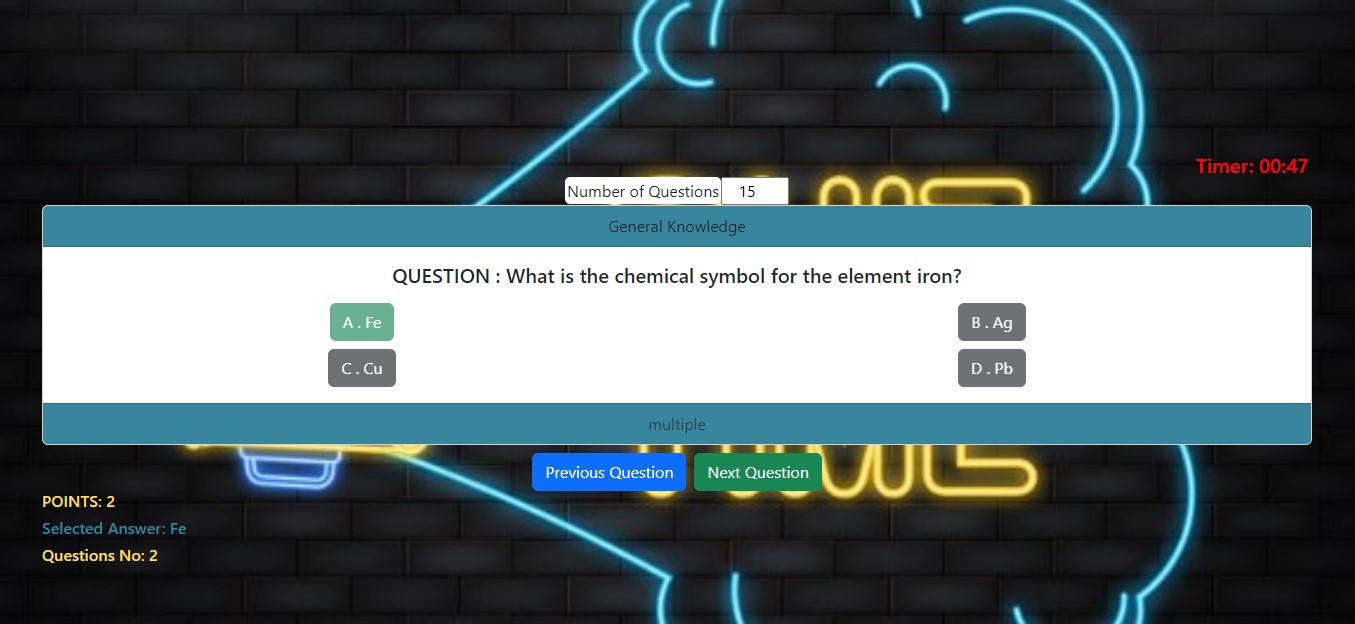 Timer: 00:47
Number of Questions 15
General Knowledge
QUESTION : What is the chemical symbol for the element iron?
A . Fe
B . Ag
C . Cu
D . Pb
multiple
Previous Question
Next Question
POINTS: 2
Selected Answer: Fe
Questions No: 2